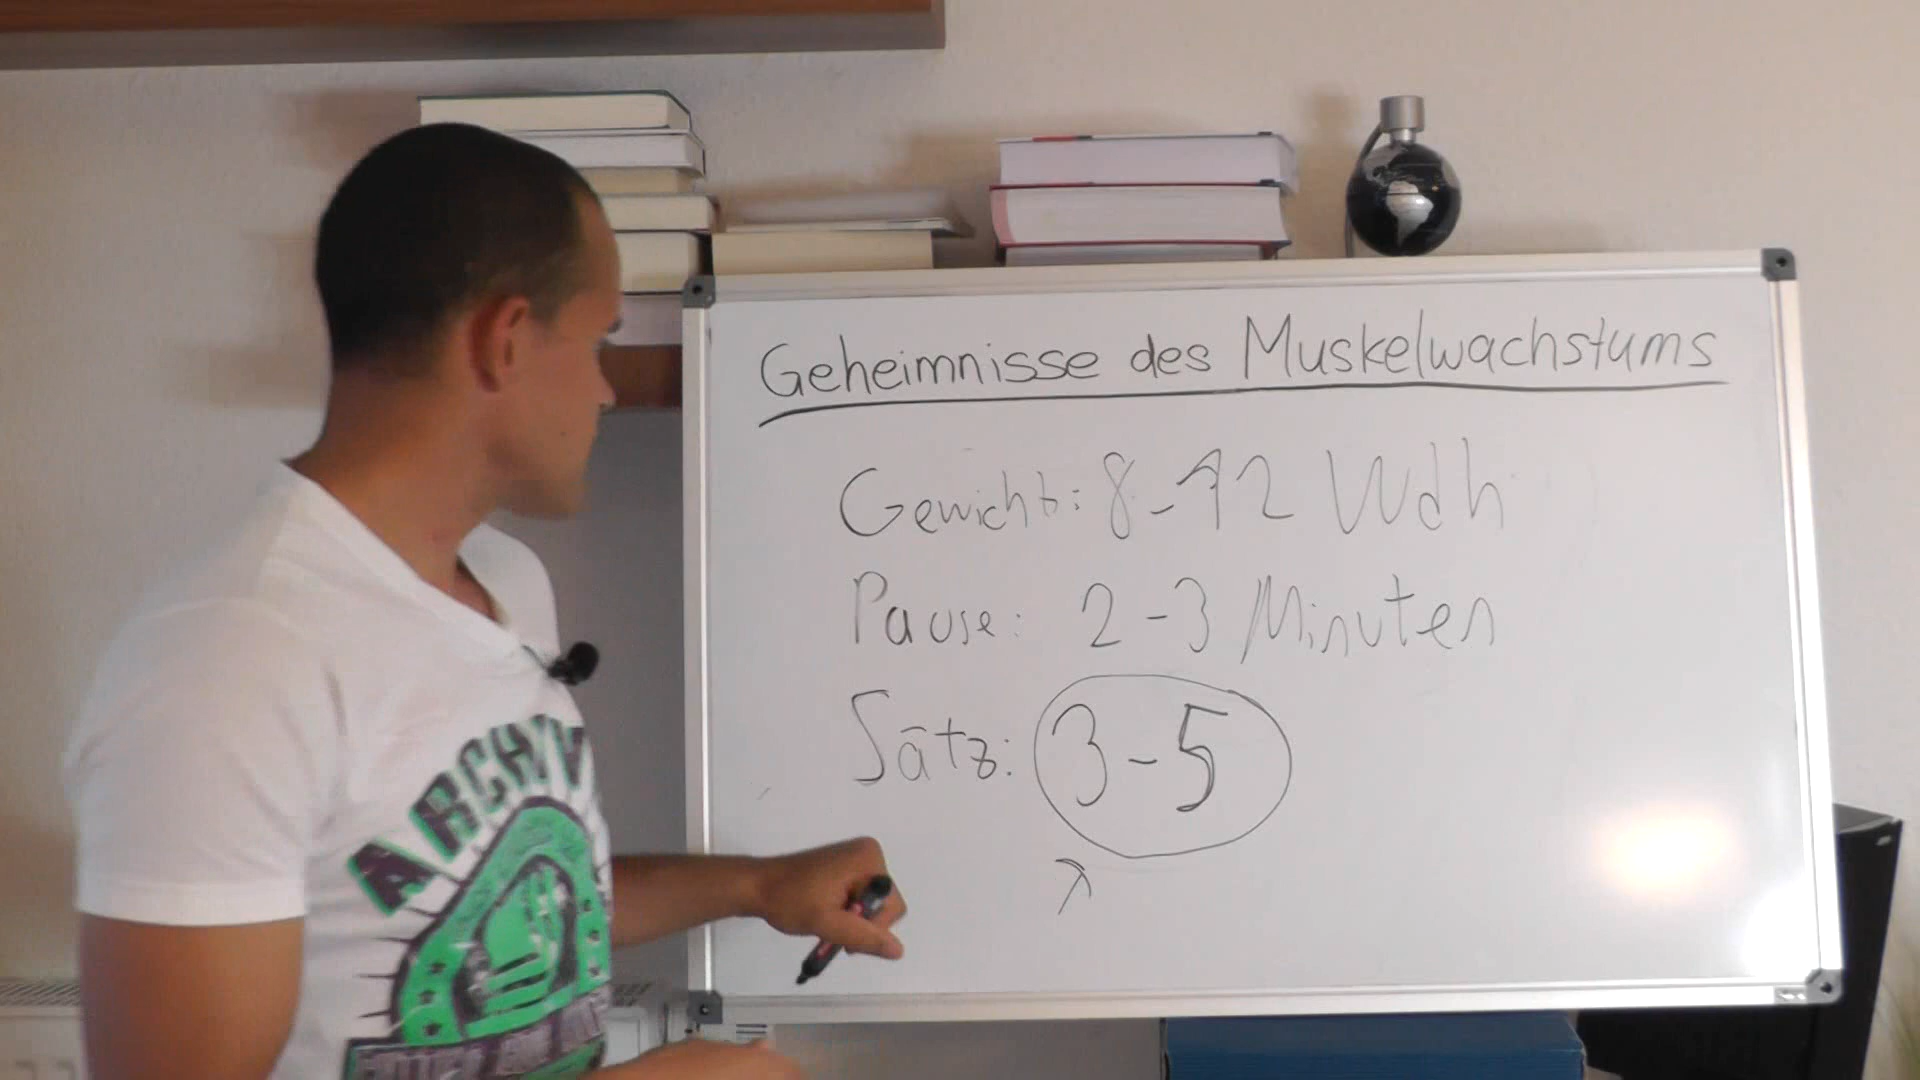 Geheimnisse des Muskelwachstums
Gewicht: 8-12 Wdh
Pause: 2-3 Minuten
Sätz: 3-5